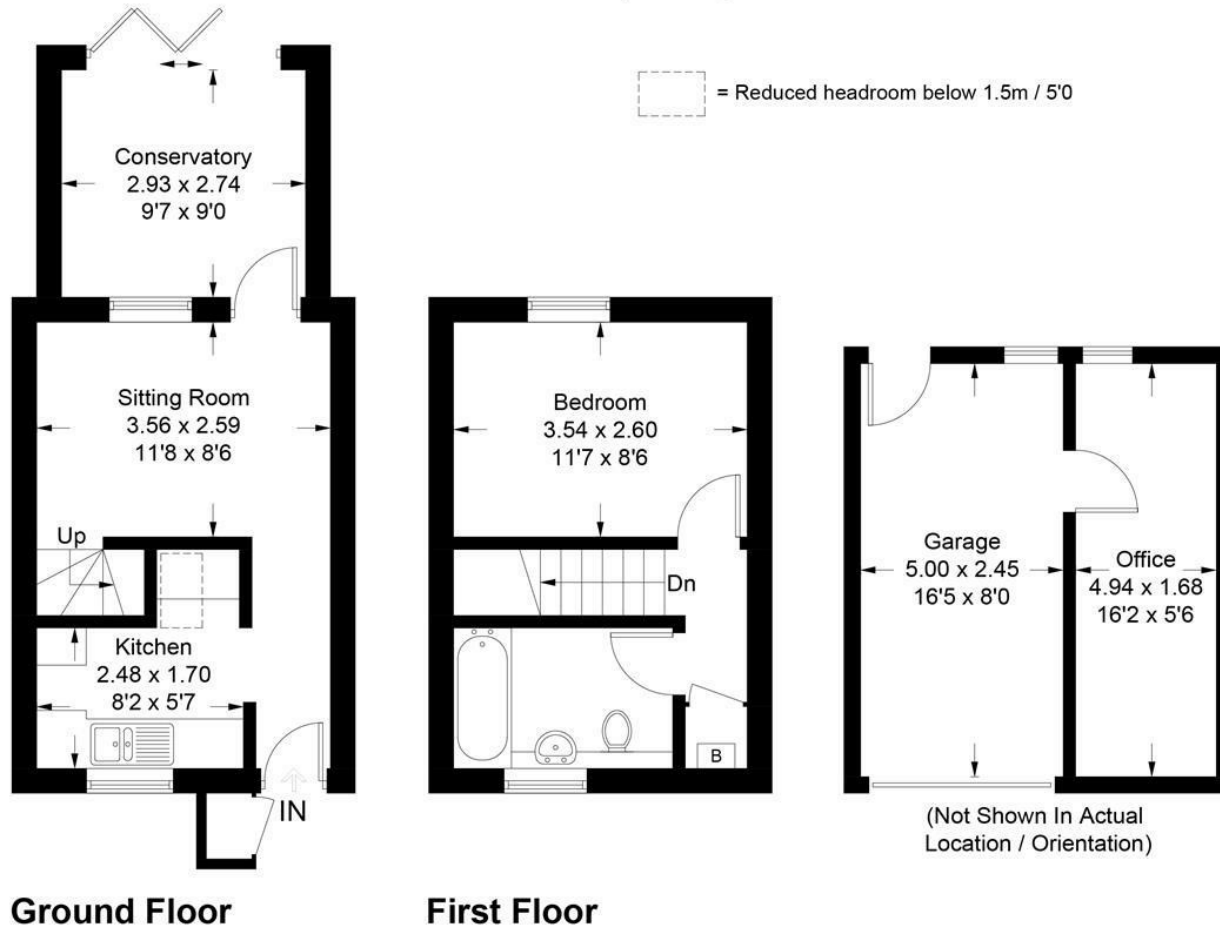 = Reduced headroom below 1.5m / 5'0
Conservatory
2.93 x 2.74
9'7 x 9'0
Sitting Room
3.56 x 2.59
11'8 x 8'6
Up
Kitchen
2.48 x 1.70
8'2 x 5'7
IN
Bedroom
3.54 x 2.60
11'7 x 8'6
Dn
B
Garage
5.00 x 2.45
16'5 x 8'0
Office
4.94 x 1.68
16'2 x 5'6
(Not Shown In Actual
Location / Orientation)
Ground Floor
First Floor